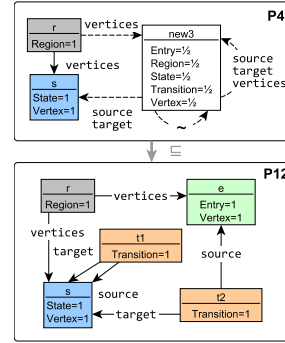 P4
r
Region=1
vertices
new3
Entry=½
Region=½
State=½
Transition=½
Vertex=½
source
target
vertices
vertices
s
State=1
Vertex=1
source
target
~
⊑
P12
r
Region=1
vertices
e
Entry=1
Vertex=1
vertices
target
t1
Transition=1
source
source
s
State=1
Vertex=1
target
t2
Transition=1